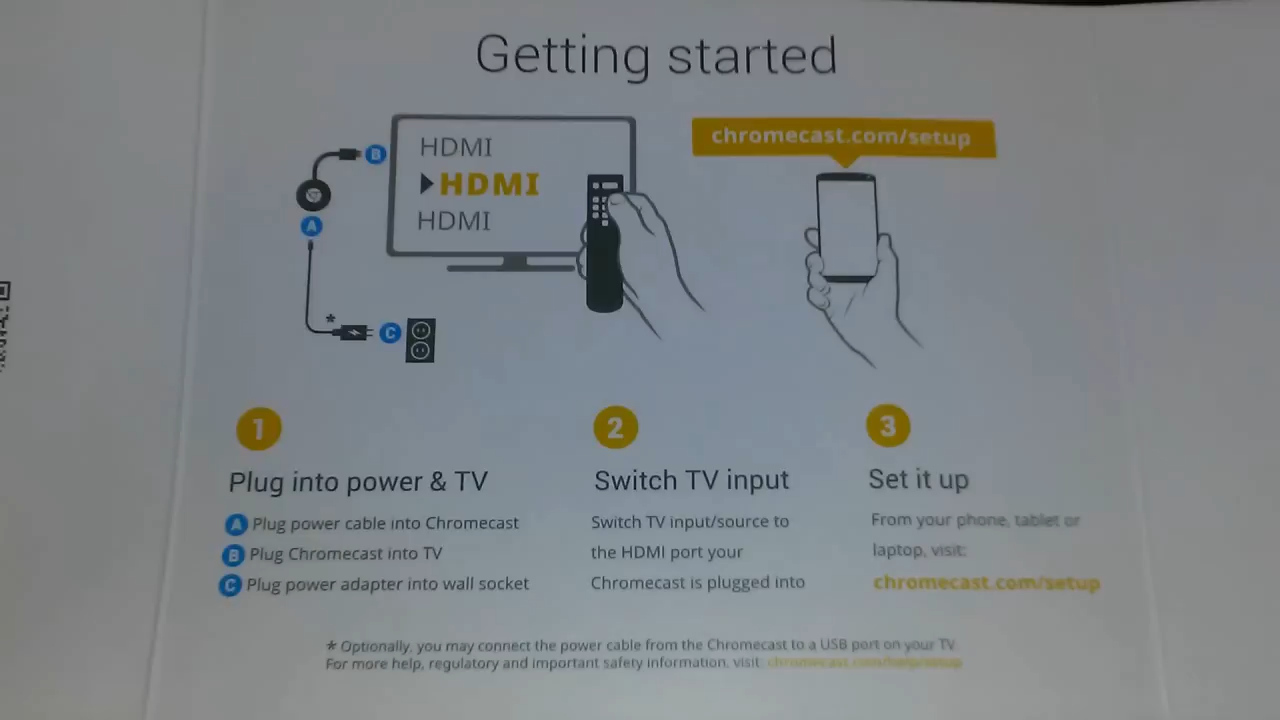 Getting started
HDMI
HDMI
HDMI
chromecast.com/setup
B
A
*
C
1
Plug into power & TV
A Plug power cable into Chromecast
B Plug Chromecast into TV
C Plug power adapter into wall socket
2
Switch TV input
Switch TV input/source to
the HDMI port your
Chromecast is plugged into
3
Set it up
From your phone, tablet or
laptop, visit:
chromecast.com/setup
* Optionally, you may connect the power cable from the Chromecast to a USB port on your TV.
For more help, regulatory and important safety information, visit: chromecast.com/help/setup